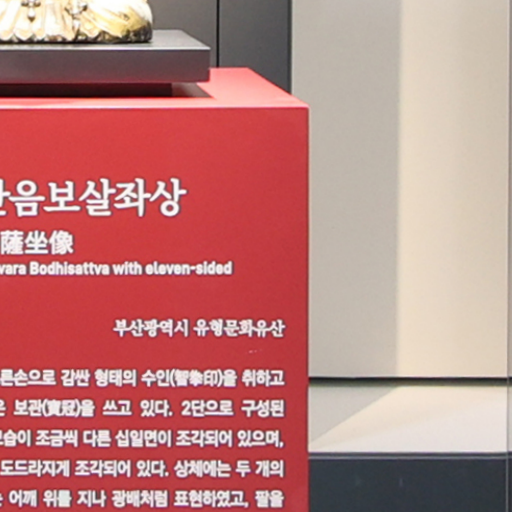 음보살좌상
薩坐像
vara Bodhisattva with eleven-sided
부산광역시 유형문화유산
른손으로 감싼 형태의 수인(智拳印)을 취하고
은 보관(寶冠)을 쓰고 있다. 2단으로 구성된
모습이 조금씩 다른 십일면이 조각되어 있으며,
도드라지게 조각되어 있다. 상체에는 두 개의
어깨 위를 지나 광배처럼 표현하였고, 팔을